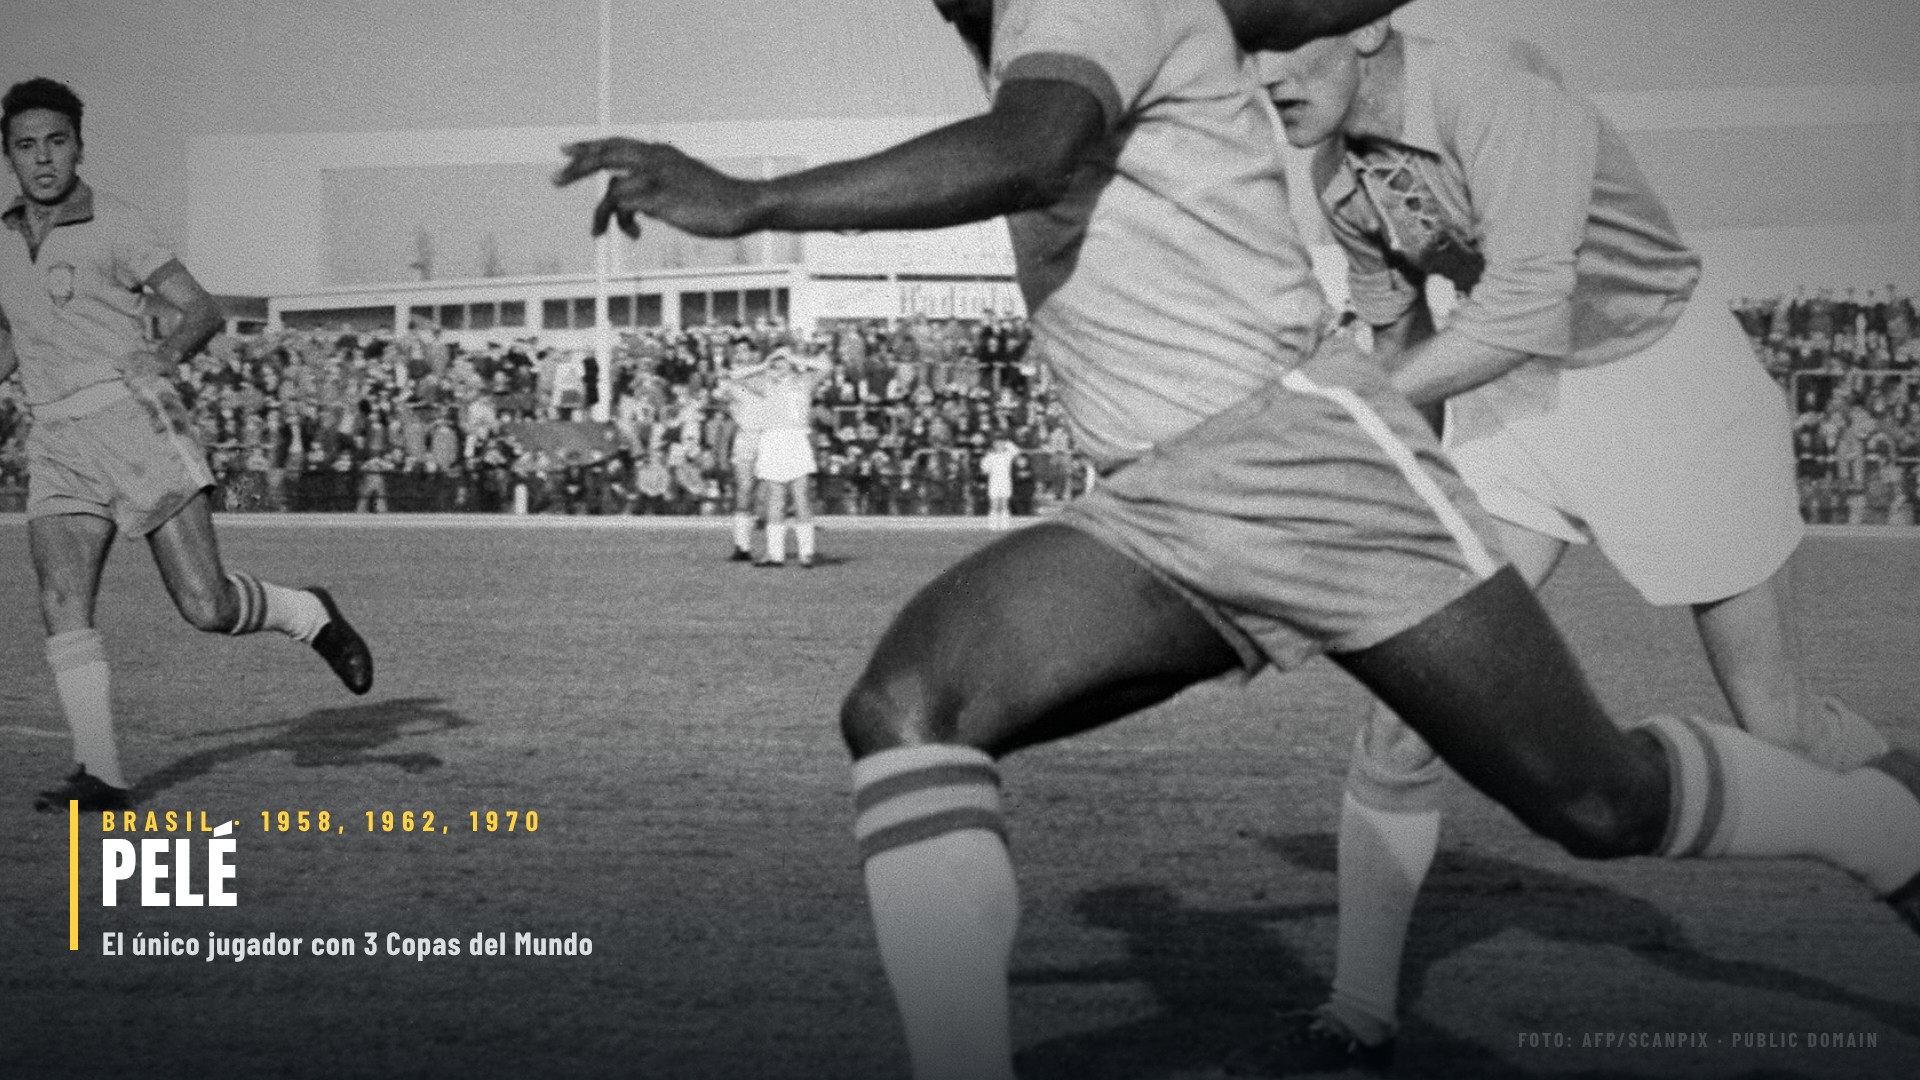 BRASIL · 1958, 1962, 1970
PELÉ
El único jugador con 3 Copas del Mundo
FOTO: AFP/SCANPIX · PUBLIC DOMAIN